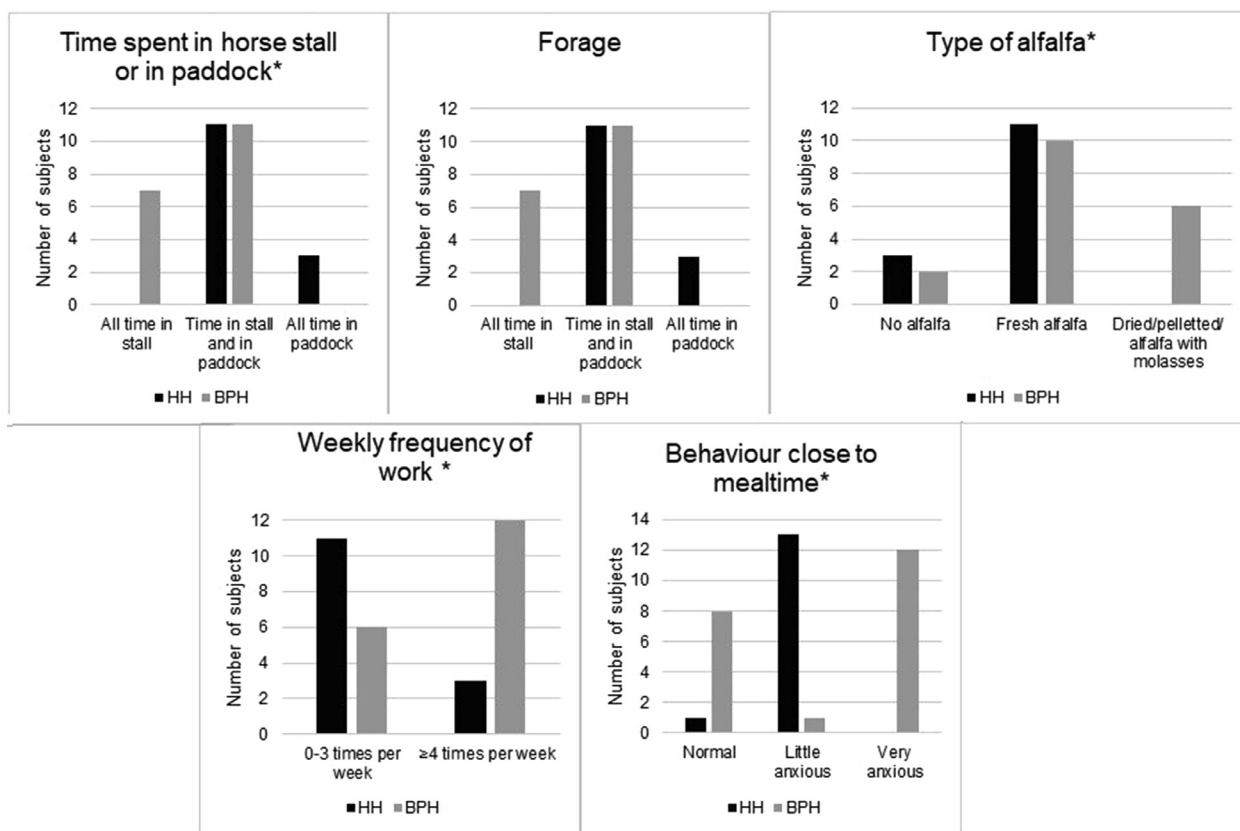 Time spent in horse stall
or in paddock*
Number of subjects
12
10
8
6
4
2
0
All time in
stall
Time in stall
and in
paddock
All time in
paddock
HH BPH
Forage
Number of subjects
12
10
8
6
4
2
0
All time in
stall
Time in stall
and in
paddock
All time in
paddock
HH BPH
Type of alfalfa*
Number of subjects
12
10
8
6
4
2
0
No alfalfa
Fresh alfalfa
Dried/pelletted/
alfalfa with
molasses
HH BPH
Weekly frequency of
work *
Number of subjects
12
10
8
6
4
2
0
0-3 times per
week
≥4 times per week
HH BPH
Behaviour close to
mealtime*
Number of subjects
14
12
10
8
6
4
2
0
Normal
Little
anxious
Very
anxious
HH BPH